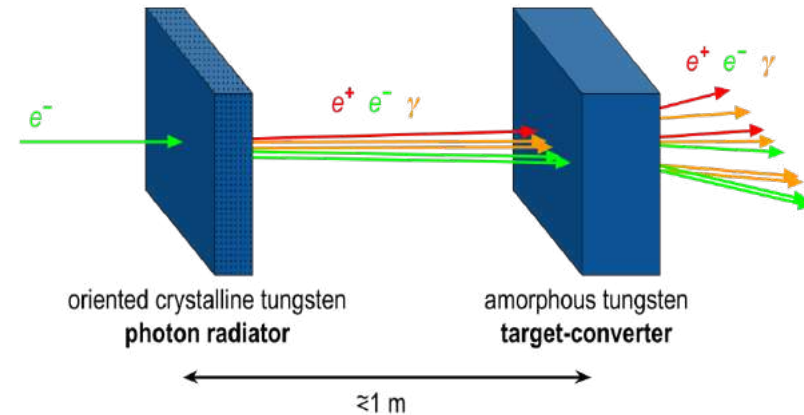 e⁻
e⁺ e⁻ γ
e⁺ e⁻ γ
oriented crystalline tungsten
photon radiator
amorphous tungsten
target-converter
≳1 m